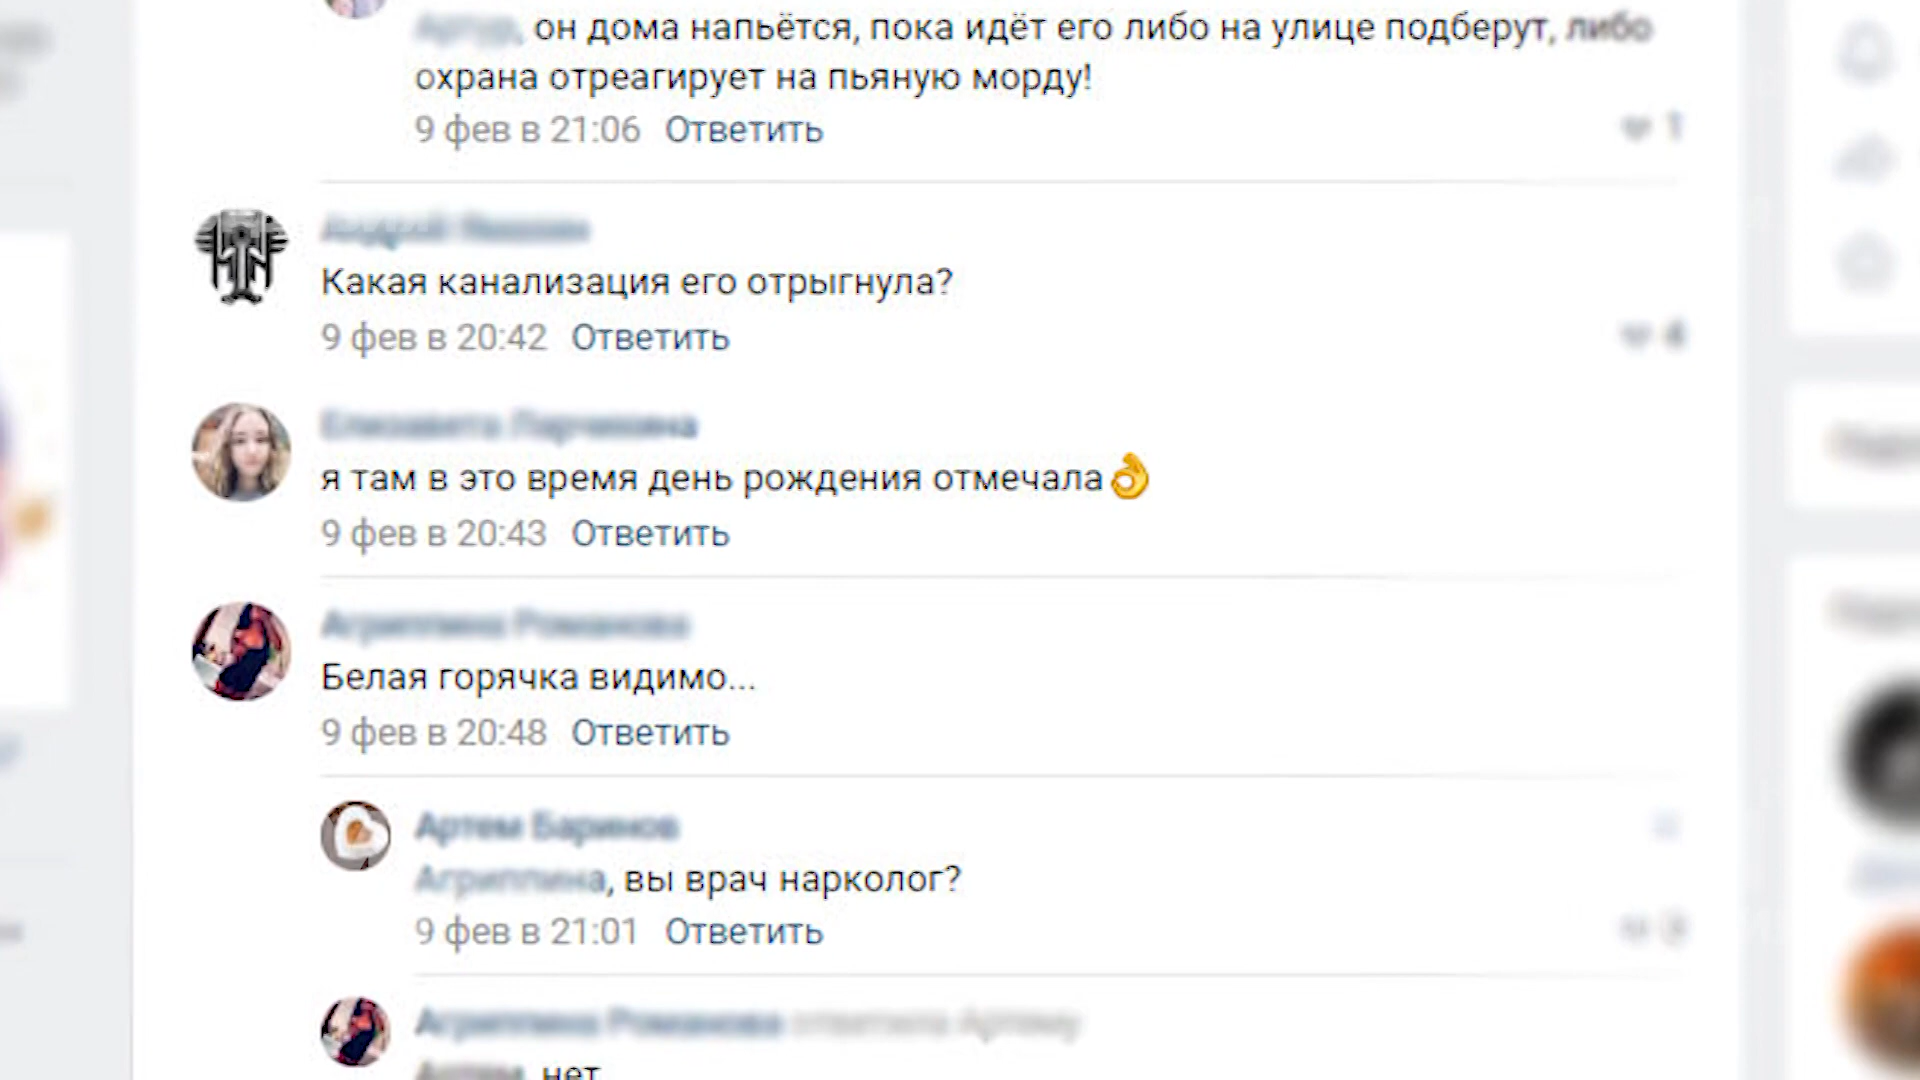 он дома напьётся, пока идёт его либо на улице подберут, либо
охрана отреагирует на пьяную морду!
9 фев в 21:06 Ответить
1
Какая канализация его отрыгнула?
9 фев в 20:42 Ответить
4
я там в это время день рождения отмечала👌
9 фев в 20:43 Ответить
Агриппина Романова
Белая горячка видимо...
9 фев в 20:48 Ответить
Артем Баринов
Агриппина, вы врач нарколог?
9 фев в 21:01 Ответить
Агриппина Романова ответила Артему
нет